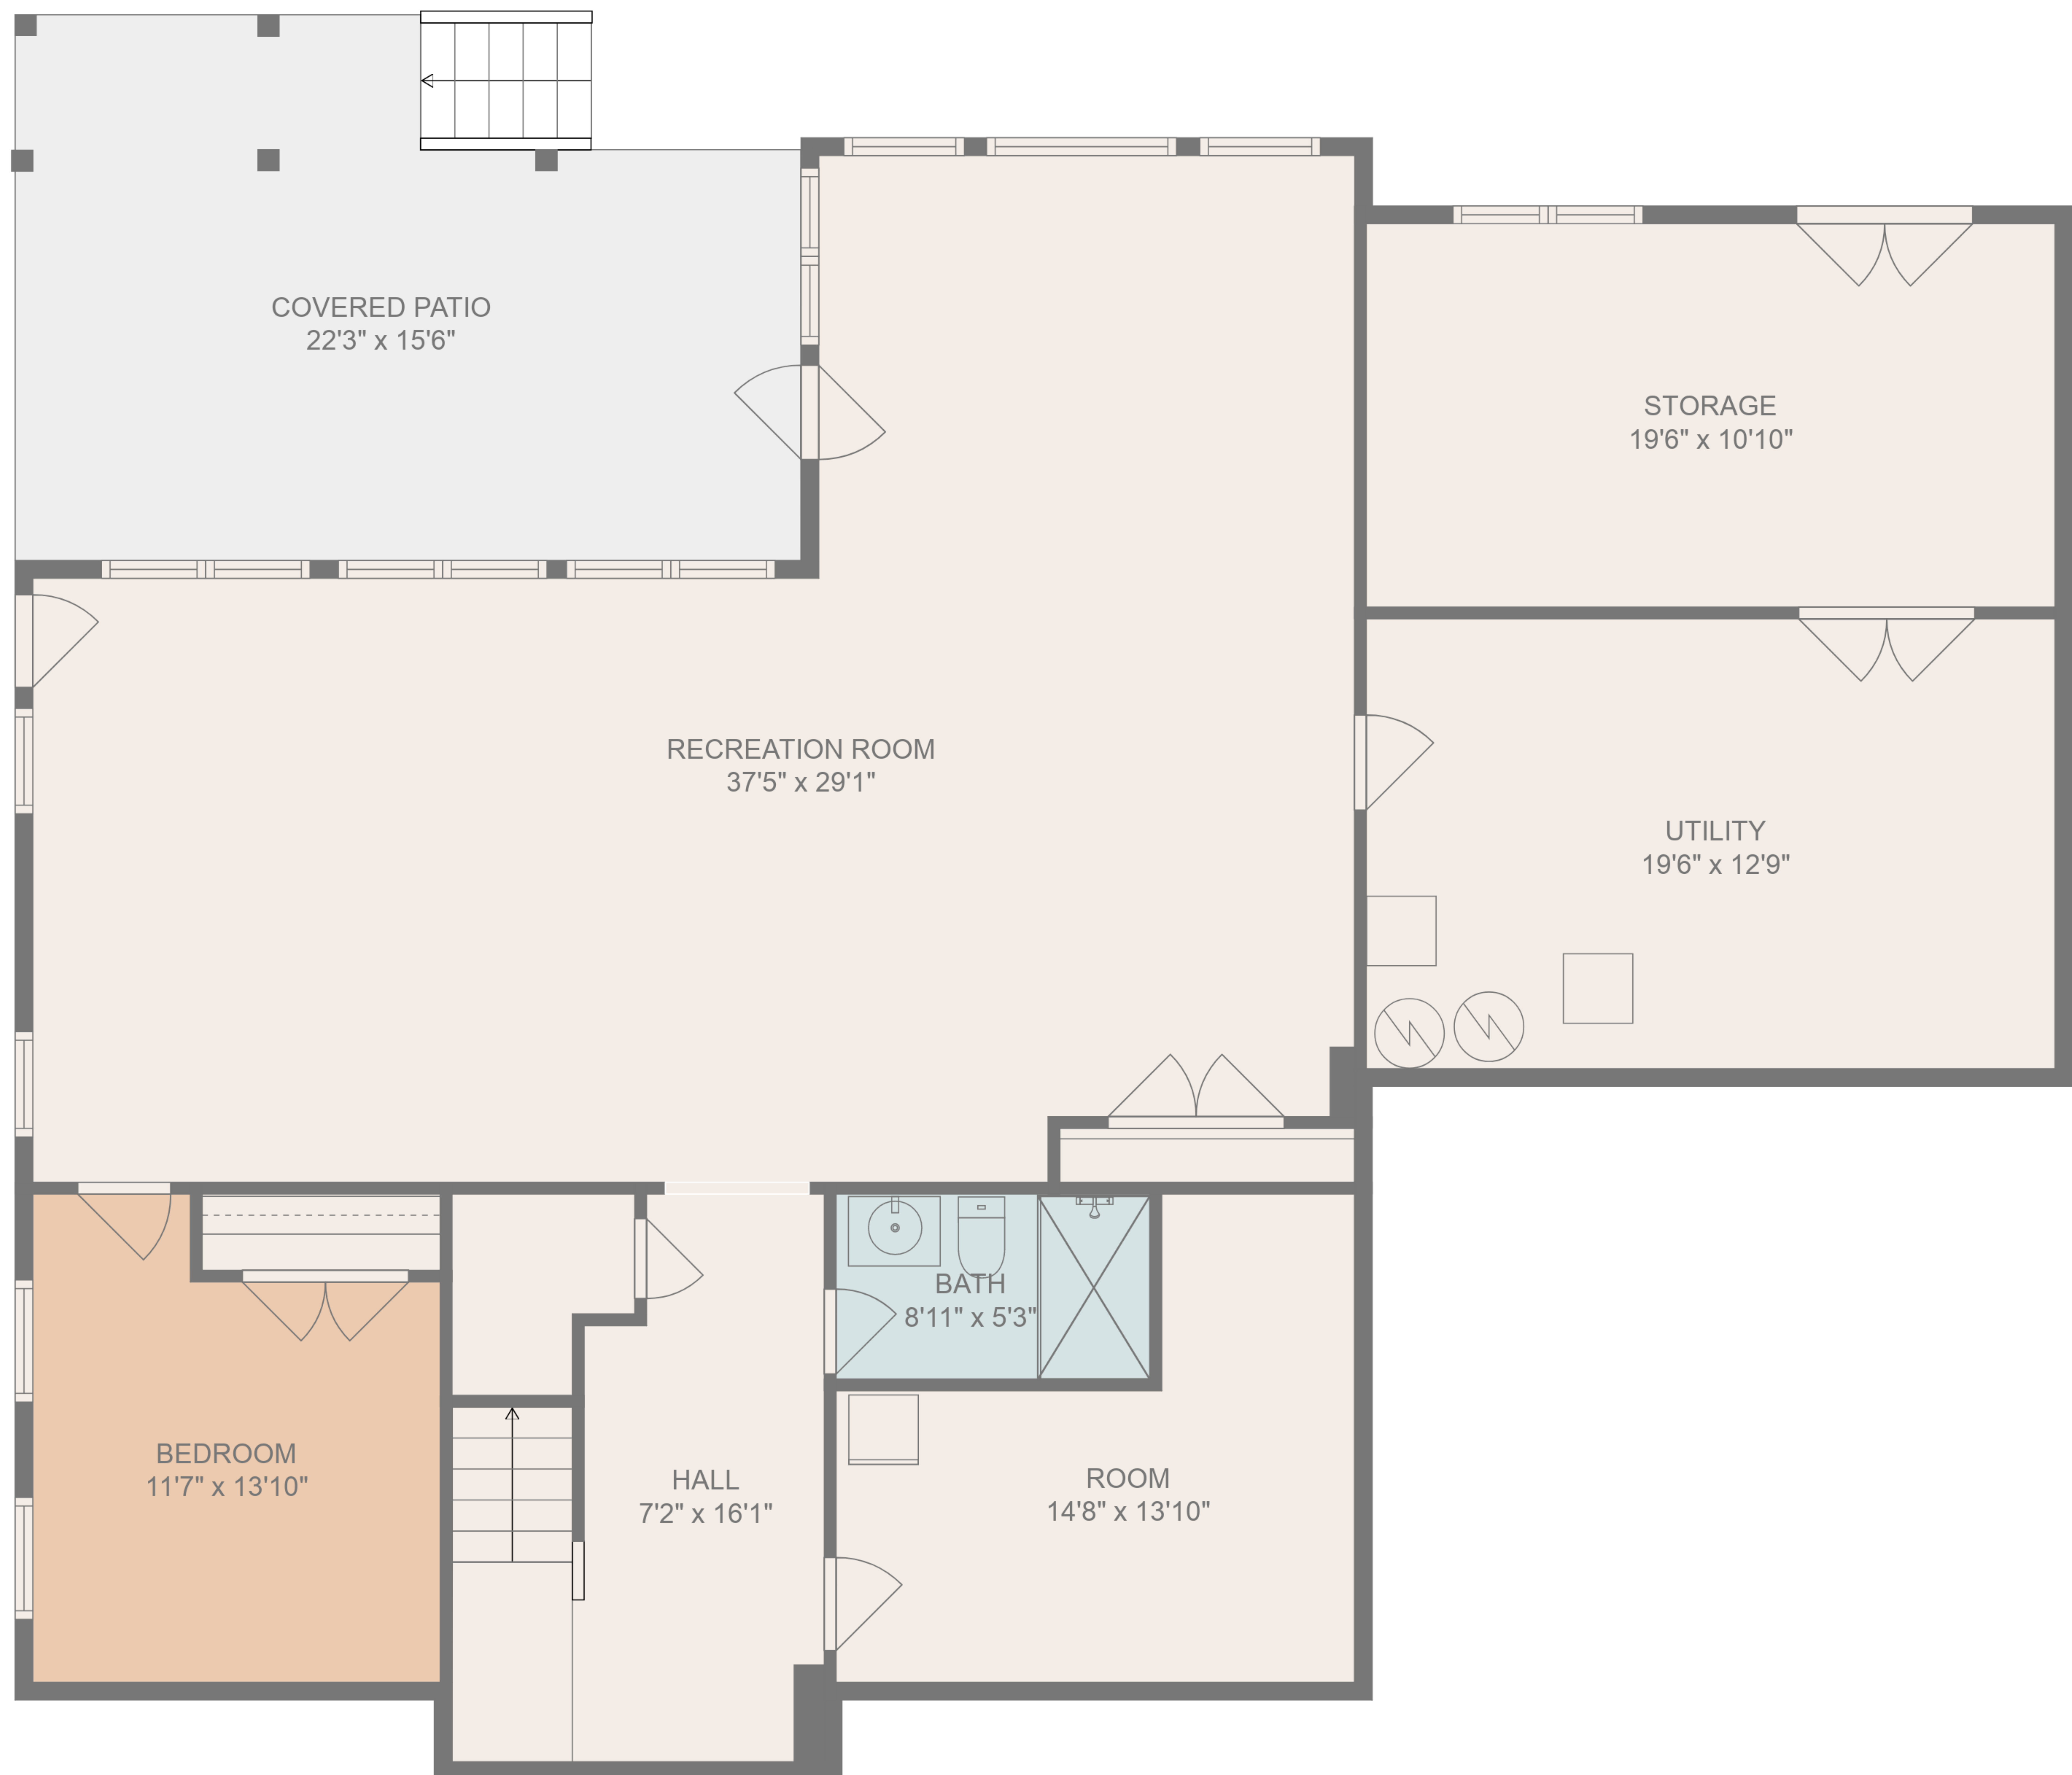 COVERED PATIO
22'3" x 15'6"
STORAGE
19'6" x 10'10"
RECREATION ROOM
37'5" x 29'1"
UTILITY
19'6" x 12'9"
BATH
8'11" x 5'3"
BEDROOM
11'7" x 13'10"
HALL
7'2" x 16'1"
ROOM
14'8" x 13'10"